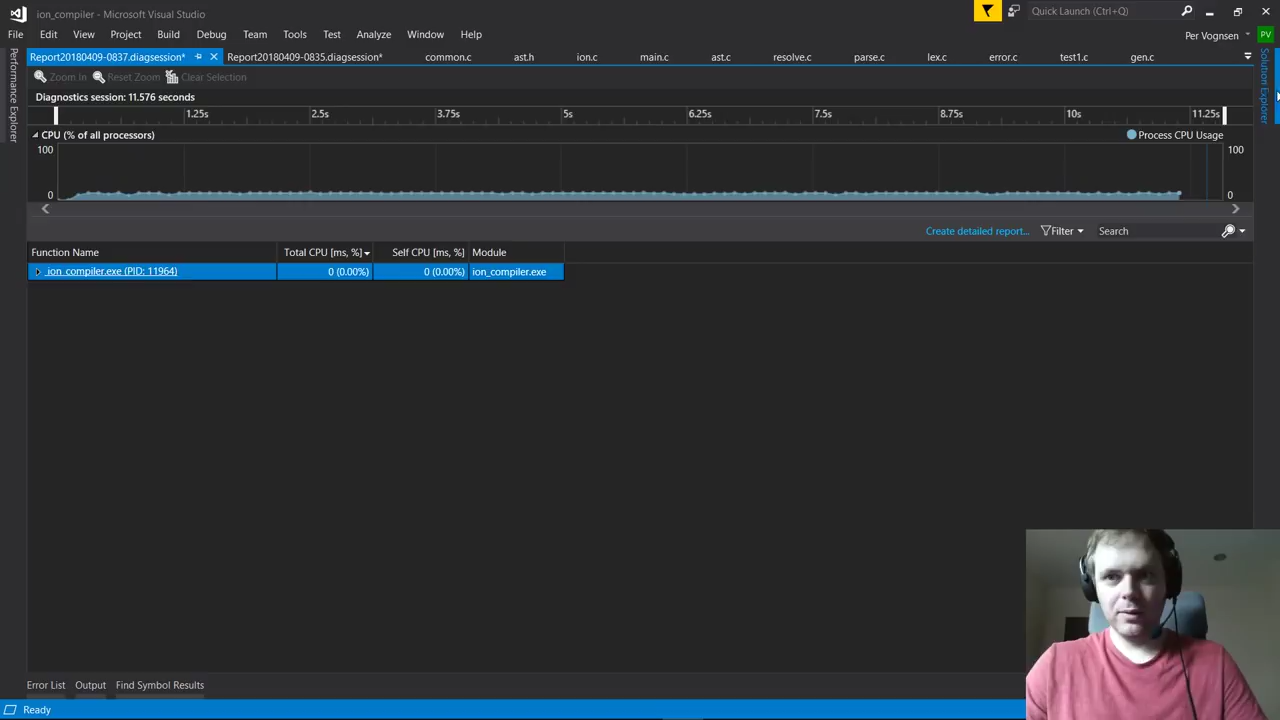 ion_compiler - Microsoft Visual Studio
Quick Launch (Ctrl+Q)
File Edit View Project Build Debug Team Tools Test Analyze Window Help
Per Vognsen PV
Performance Explorer
Report20180409-0837.diagsession* Report20180409-0835.diagsession* common.c ast.h ion.c main.c ast.c resolve.c parse.c lex.c error.c test1.c gen.c
Solution Explorer
Zoom In Reset Zoom Clear Selection
Diagnostics session: 11.576 seconds
1.25s 2.5s 3.75s 5s 6.25s 7.5s 8.75s 10s 11.25s
CPU (% of all processors) Process CPU Usage
100 100
0 0
Create detailed report... Filter Search
Function Name Total CPU [ms, %] Self CPU [ms, %] Module
ion_compiler.exe (PID: 11964) 0 (0.00%) 0 (0.00%) ion_compiler.exe
Error List Output Find Symbol Results
Ready